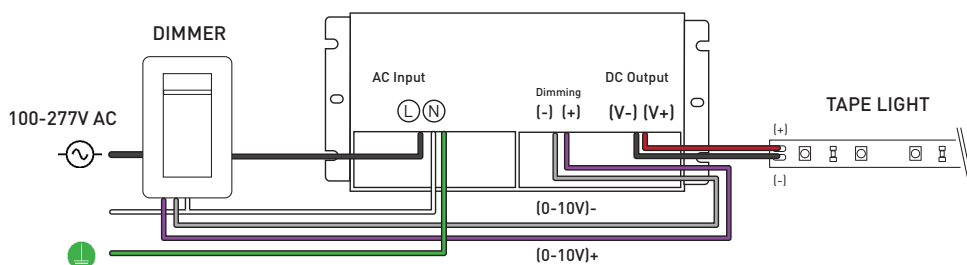 DIMMER
100-277V AC
AC Input
L N
Dimming
(-) (+)
DC Output
(V-) (V+)
TAPE LIGHT
(+)
(-)
(0-10V)-
(0-10V)+